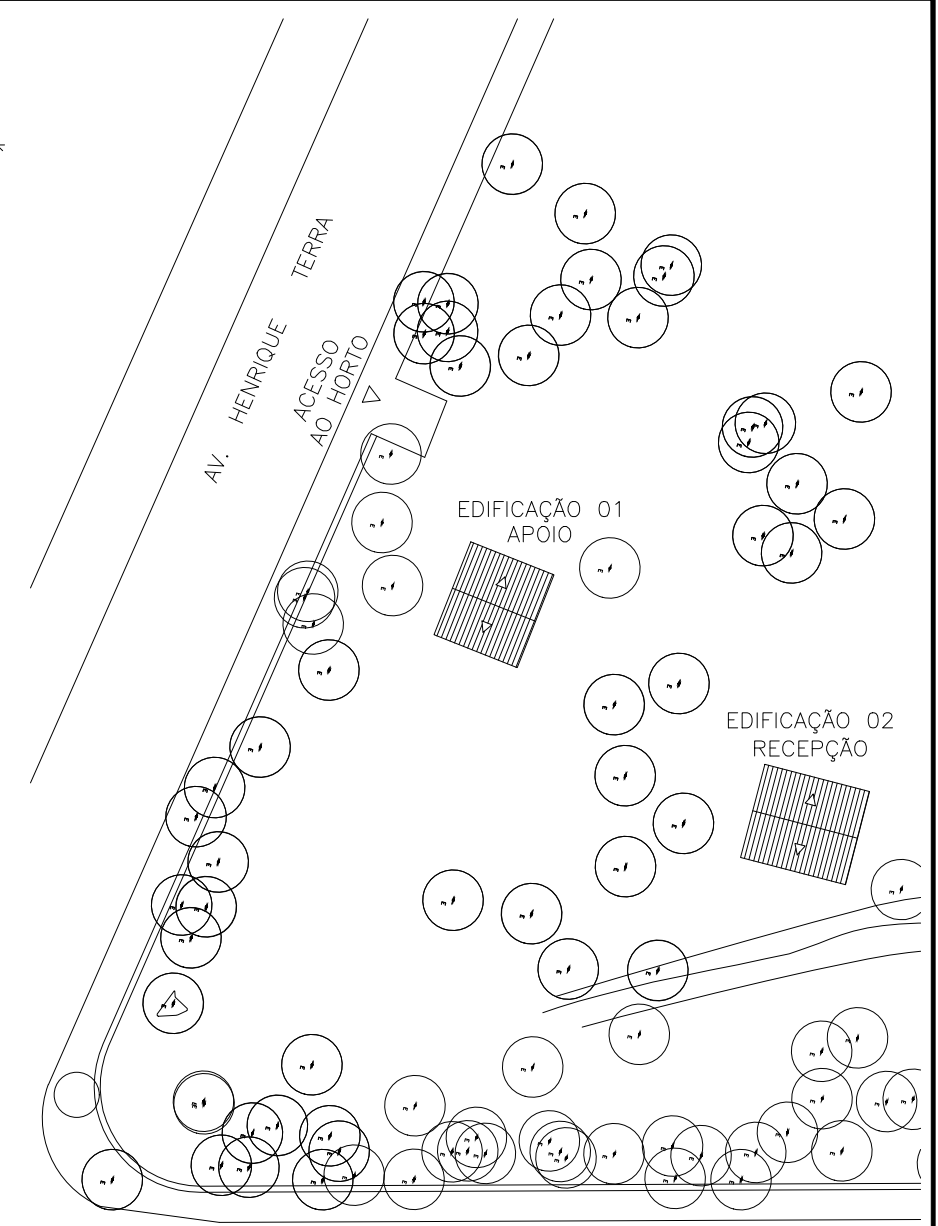 AV. HENRIQUE TERRA
ACESSO
AO HORTO
EDIFICAÇÃO 01
APOIO
EDIFICAÇÃO 02
RECEPÇÃO